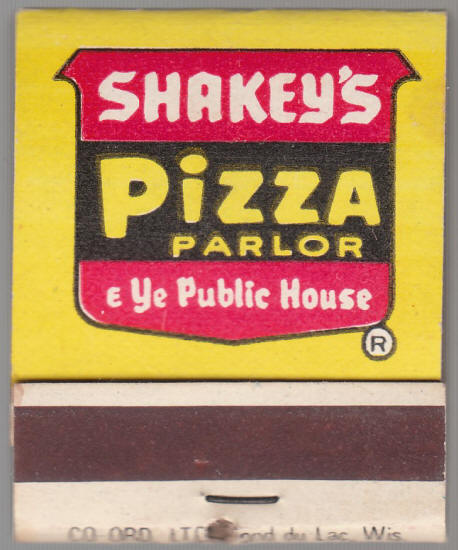 SHAKEY'S
PiZZA
PARLOR
E Ye Public House
®
du Lac, Wis.